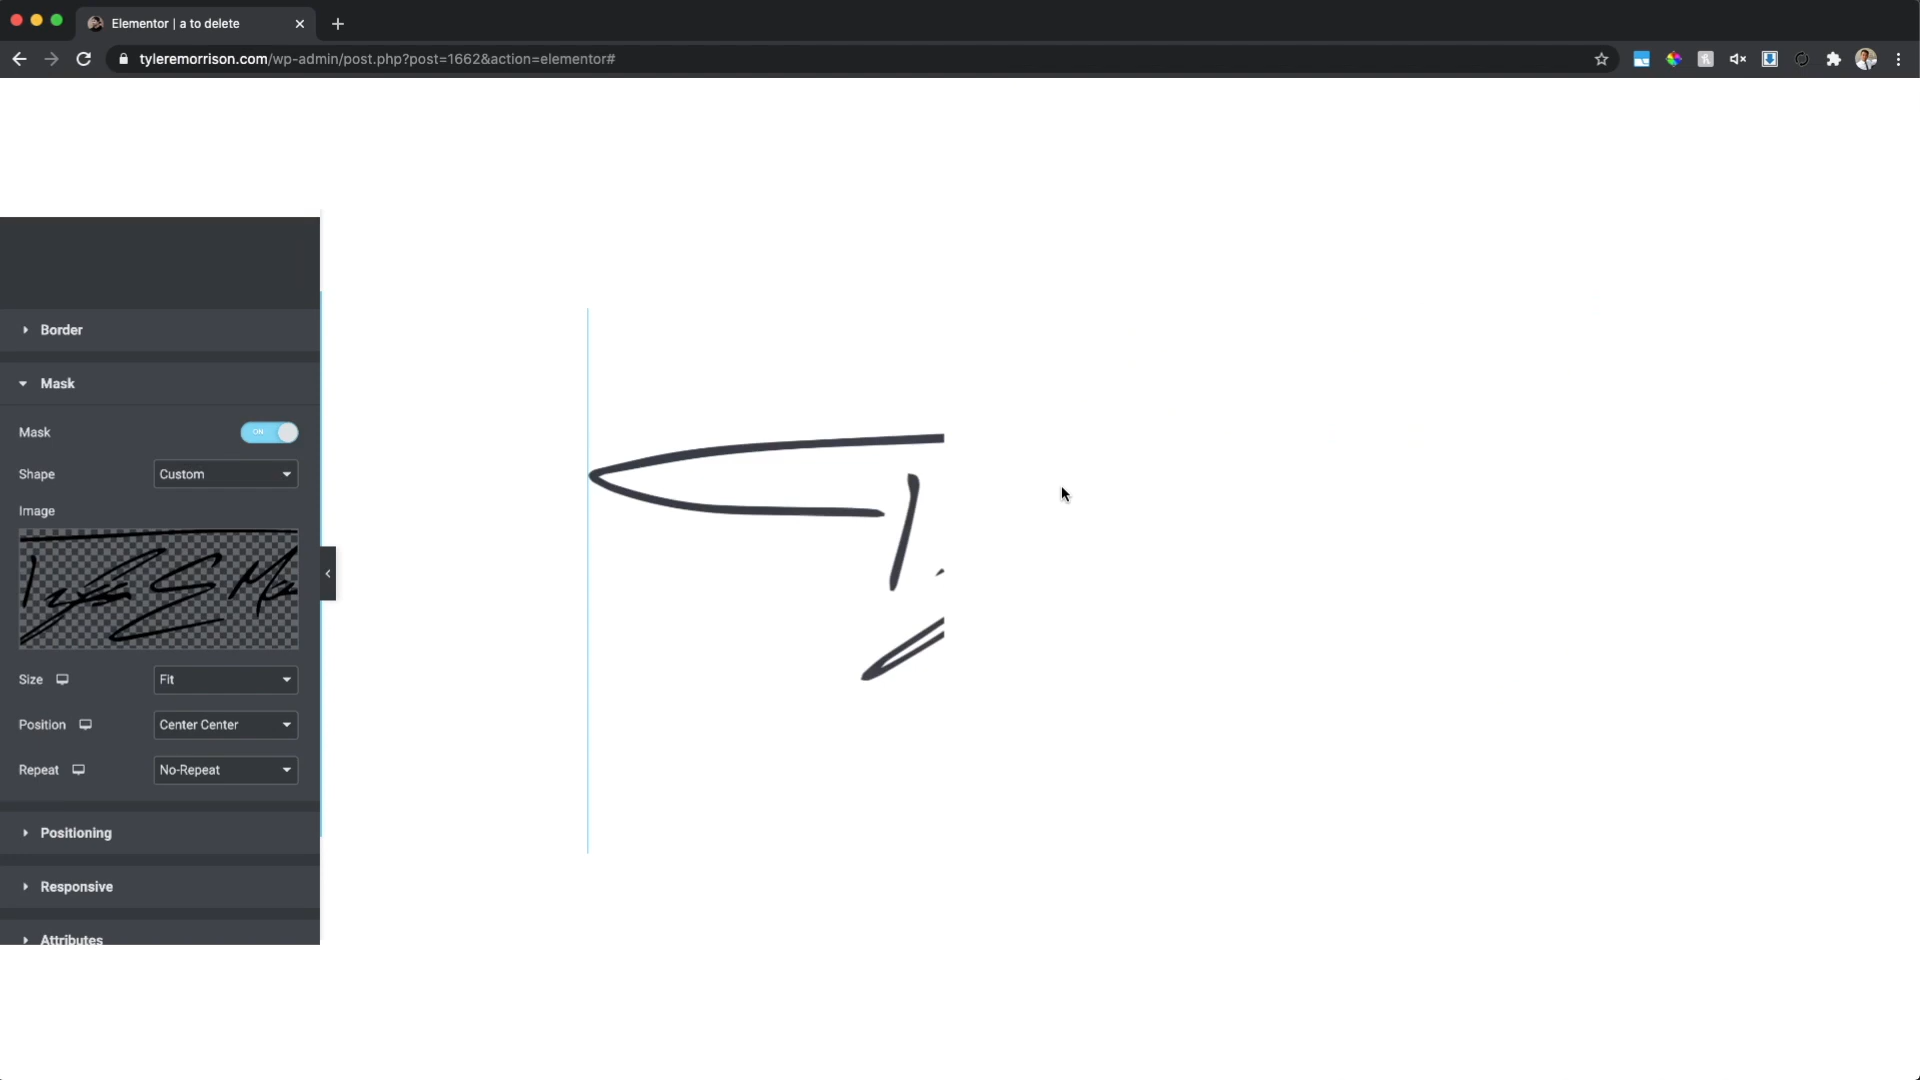 Elementor | a to delete
tyleremorrison.com/wp-admin/post.php?post=1662&action=elementor#
Border
Mask
Mask
ON
Shape
Custom
Image
Size
Fit
Position
Center Center
Repeat
No-Repeat
Positioning
Responsive
Attributes